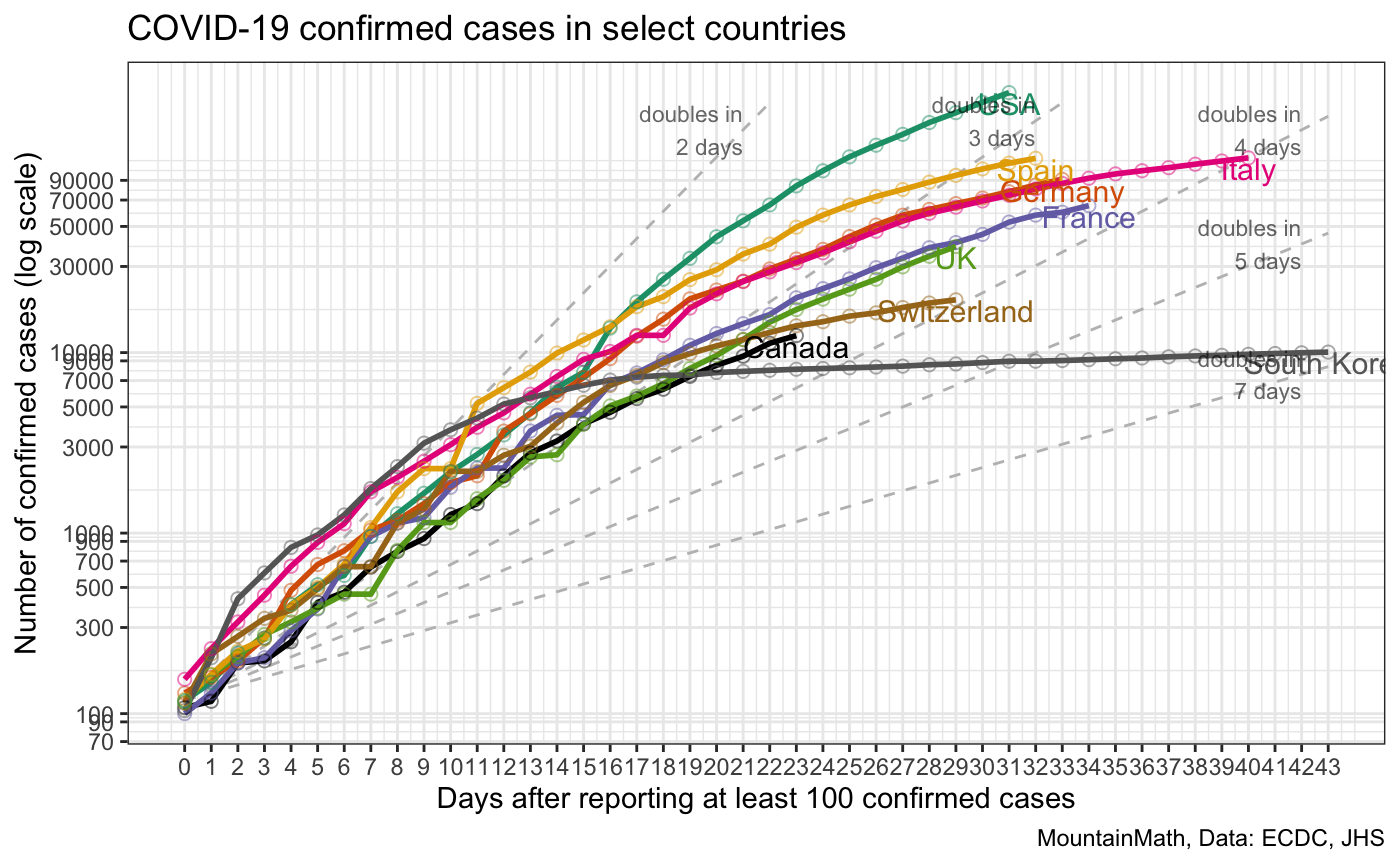 COVID-19 confirmed cases in select countries
Number of confirmed cases (log scale)
90000
70000
50000
30000
10000
9000
7000
5000
3000
1000
900
700
500
300
100
90
70
doubles in
2 days
doubles in
3 days
doubles in
4 days
doubles in
5 days
doubles in
7 days
USA
Spain
Italy
Germany
France
UK
Switzerland
Canada
South Kore
0 1 2 3 4 5 6 7 8 9 10 11 12 13 14 15 16 17 18 19 20 21 22 23 24 25 26 27 28 29 30 31 32 33 34 35 36 37 38 39 40 41 42 43
Days after reporting at least 100 confirmed cases
MountainMath, Data: ECDC, JHS